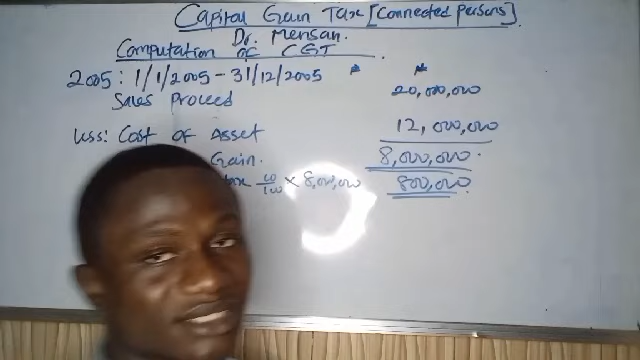 Capital Gain Tax [Connected Persons]
Dr. Mensah.
Computation of CGT.
2005: 1/1/2005 - 31/12/2005 * *
Sales Proceed 20,000,000
Less: Cost of Asset 12,000,000
Gain. 8,000,000.
tax 10/100 × 8,000,000 800,000.